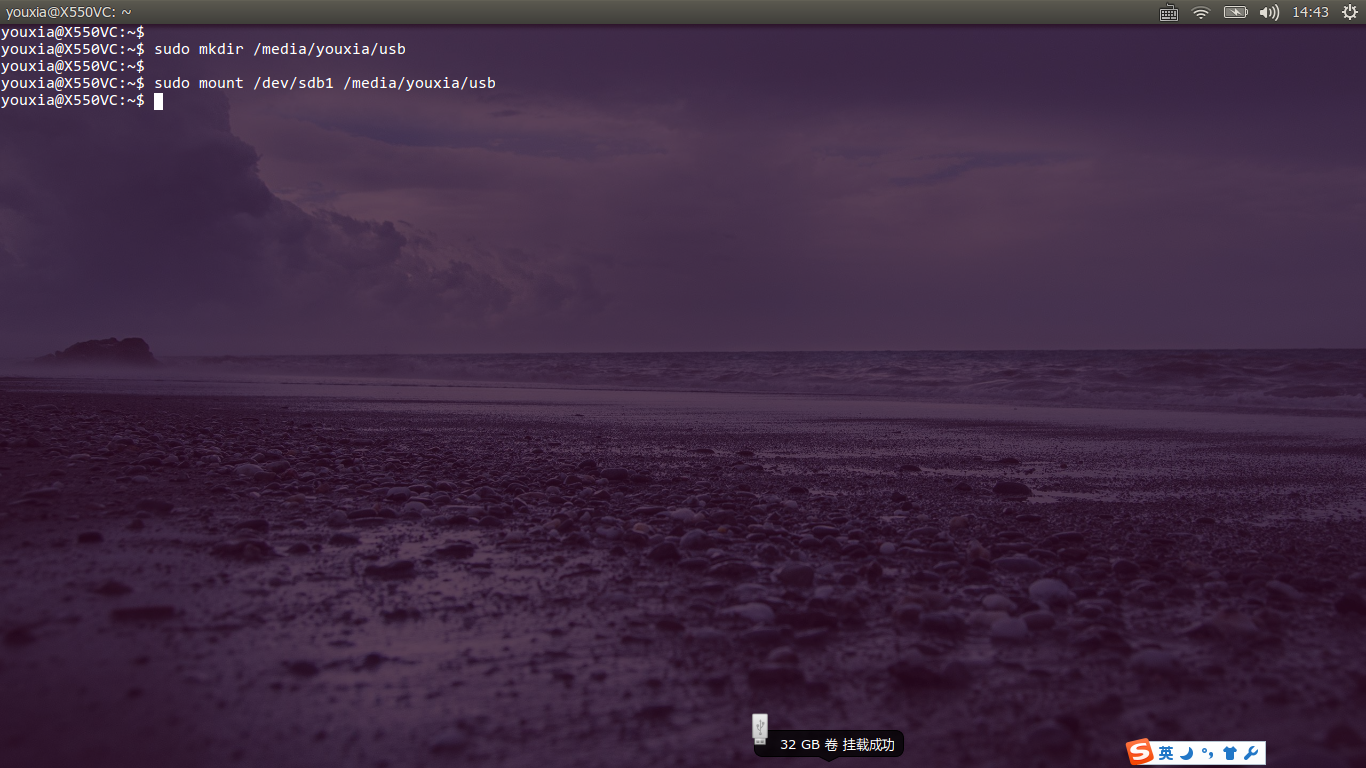 youxia@X550VC: ~
14:43
youxia@X550VC:~$
youxia@X550VC:~$ sudo mkdir /media/youxia/usb
youxia@X550VC:~$
youxia@X550VC:~$ sudo mount /dev/sdb1 /media/youxia/usb
youxia@X550VC:~$
32 GB 卷 挂载成功
S 英